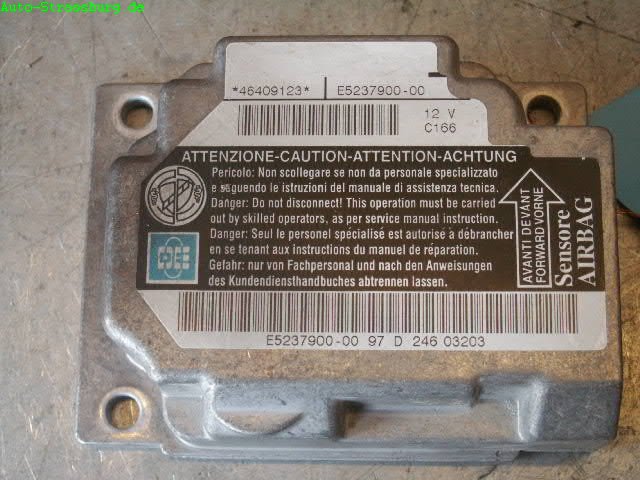 Auto-Strassburg de
*46409123* E5237900-00
12 V
C166
ATTENZIONE-CAUTION-ATTENTION-ACHTUNG
Pericolo: Non scollegare se non da personale specializzato
e seguendo le istruzioni del manuale di assistenza tecnica.
Danger: Do not disconnect! This operation must be carried
out by skilled operators, as per service manual instruction.
Danger: Seul le personel spécialisé est autorisé à débrancher
en se tenant aux instructions du manuel de réparation.
Gefahr: nur von Fachpersonal und nach den Anweisungen
des Kundendiensthandbuches abtrennen lassen.
AVANTI DEVANT
FORWARD VORNE
Sensore
AIRBAG
E5237900-00 97 D 246 03203